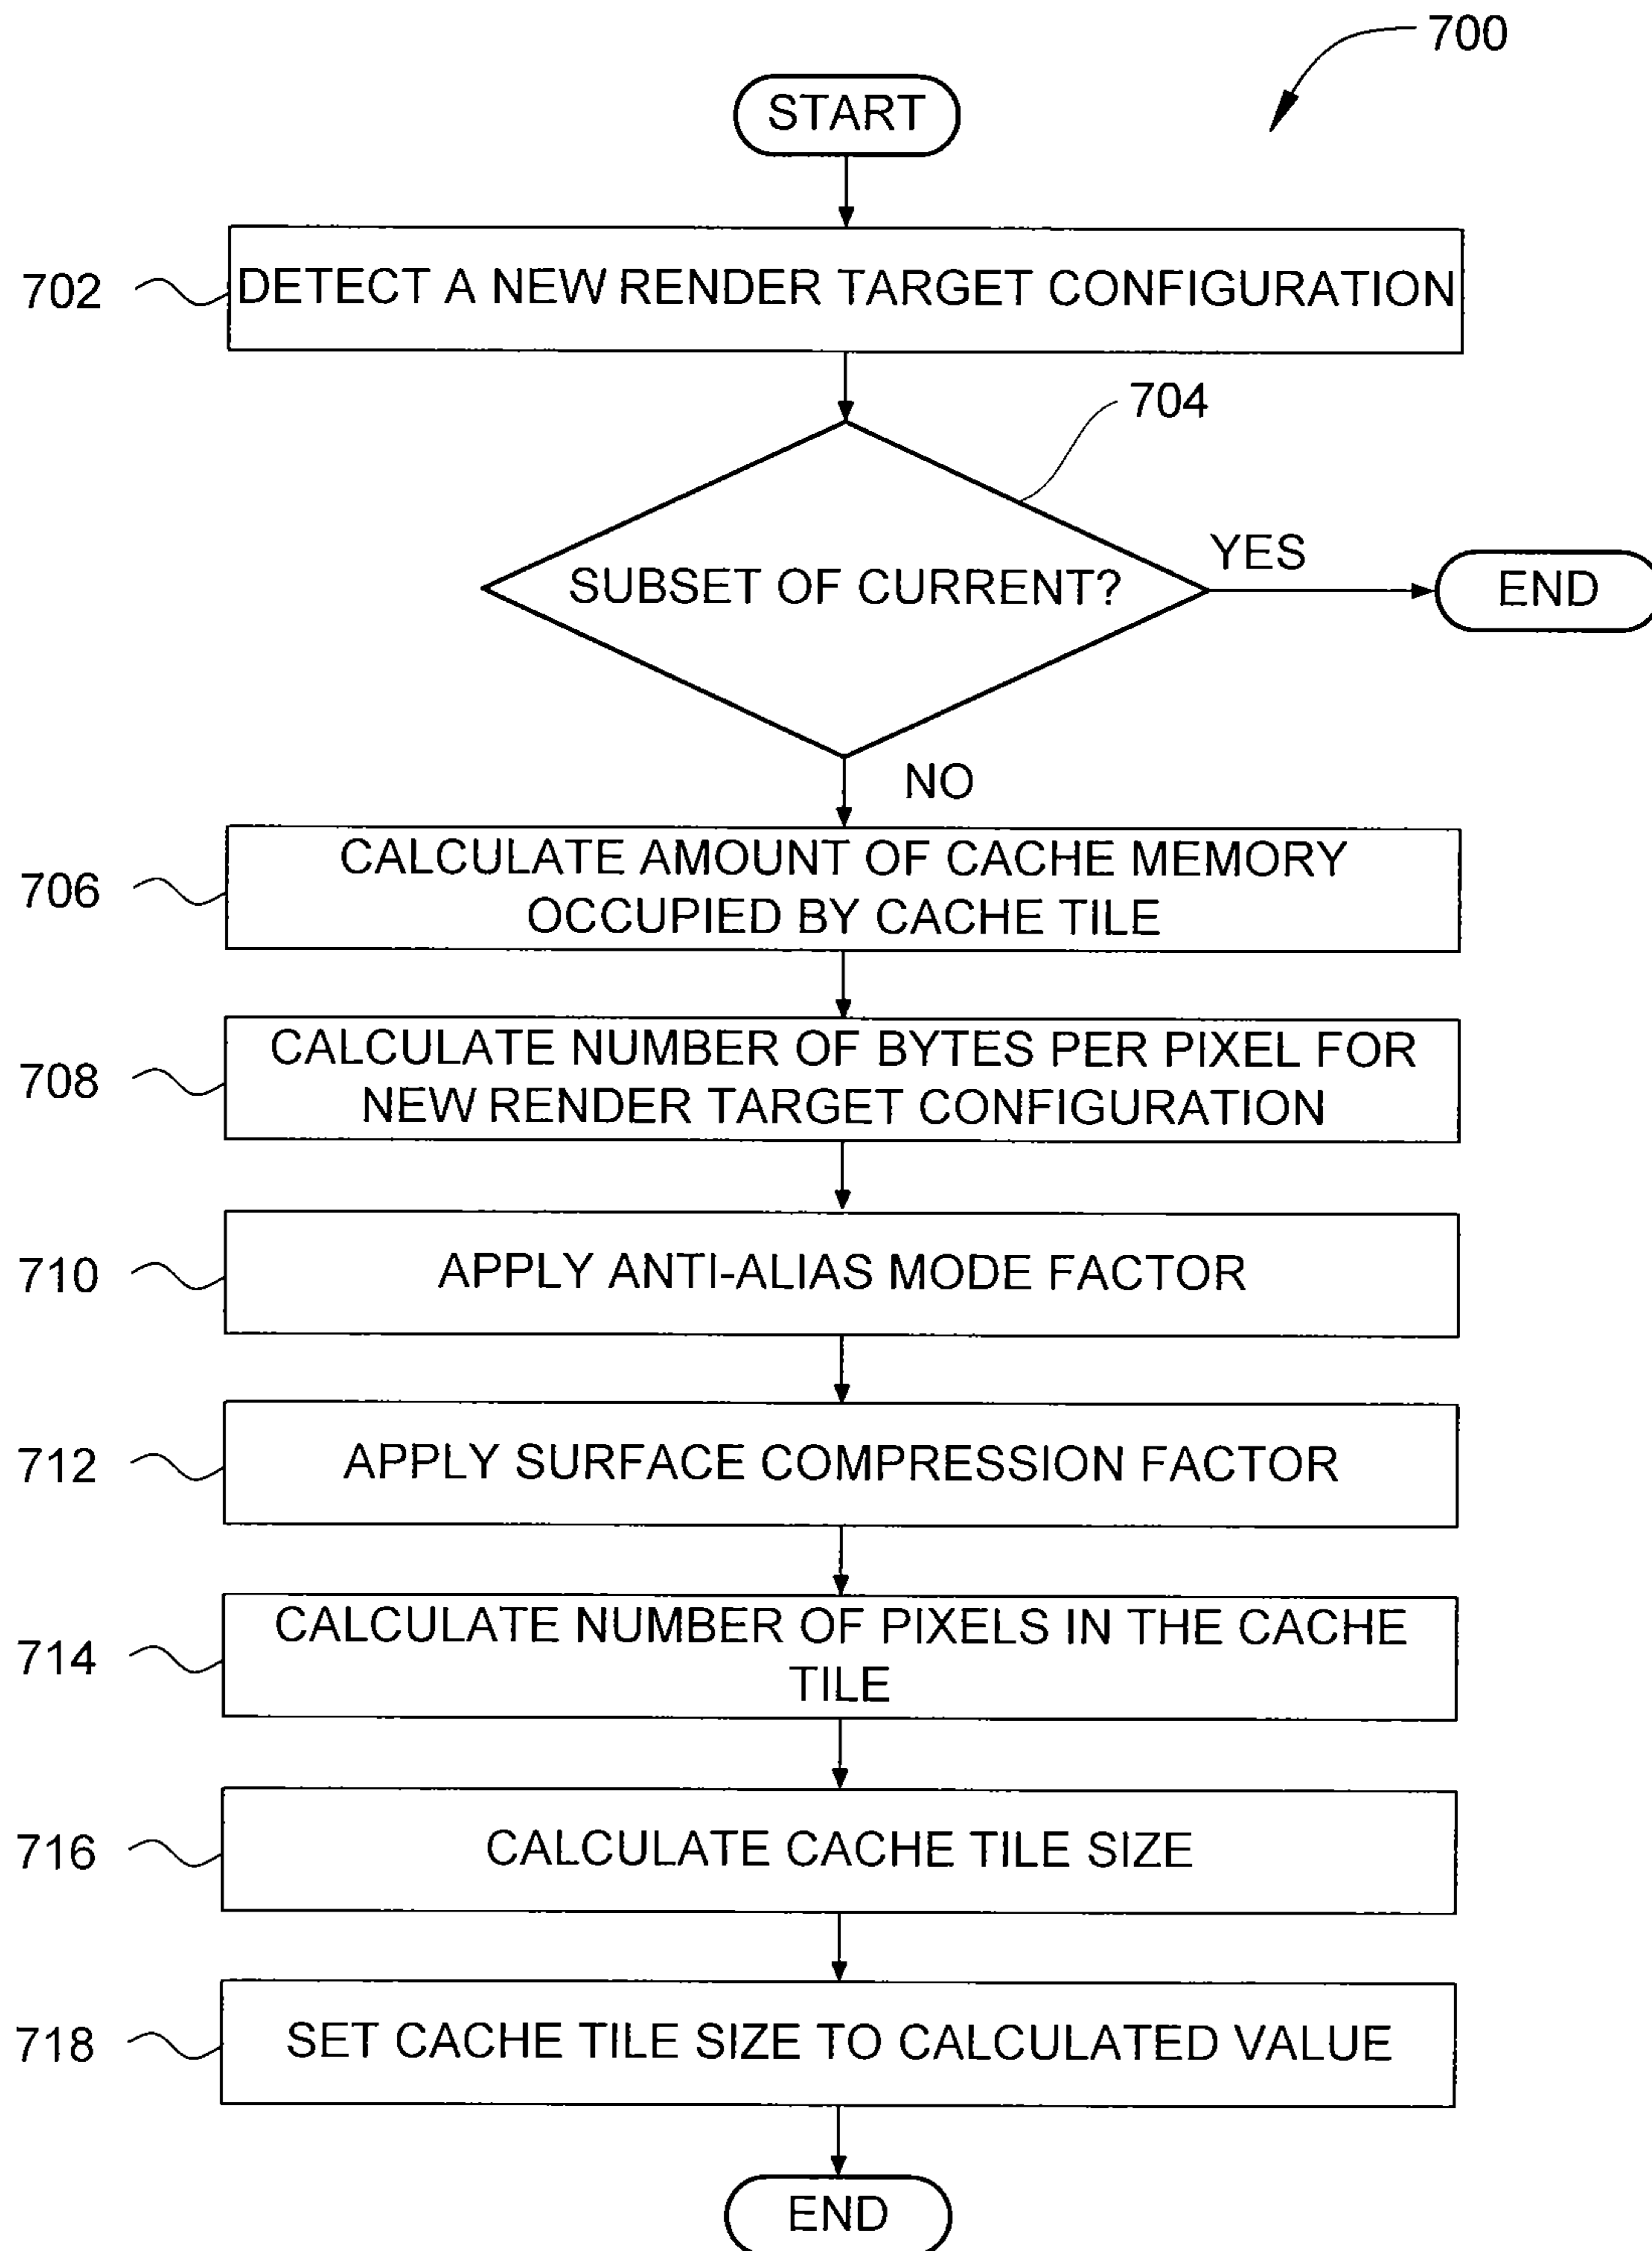 700
START
702
DETECT A NEW RENDER TARGET CONFIGURATION
704
SUBSET OF CURRENT?
YES
END
NO
706
CALCULATE AMOUNT OF CACHE MEMORY
OCCUPIED BY CACHE TILE
708
CALCULATE NUMBER OF BYTES PER PIXEL FOR
NEW RENDER TARGET CONFIGURATION
710
APPLY ANTI-ALIAS MODE FACTOR
712
APPLY SURFACE COMPRESSION FACTOR
714
CALCULATE NUMBER OF PIXELS IN THE CACHE
TILE
716
CALCULATE CACHE TILE SIZE
718
SET CACHE TILE SIZE TO CALCULATED VALUE
END